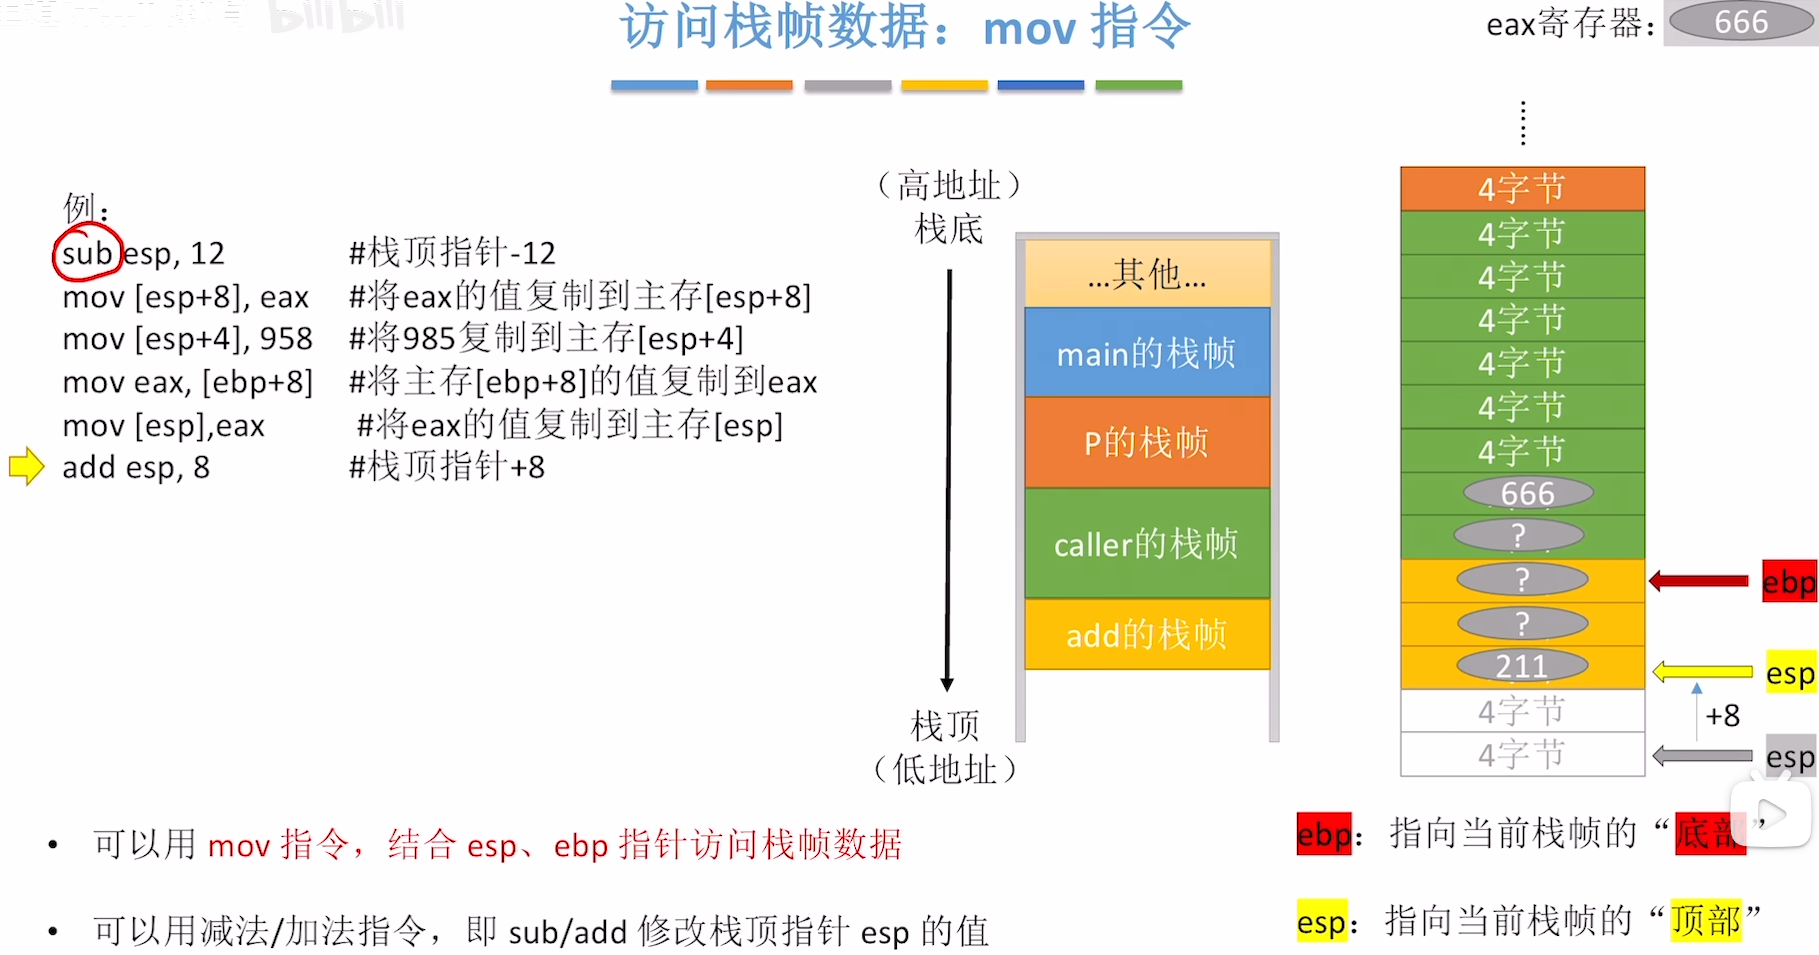 bilibili
访问栈帧数据：mov 指令
eax寄存器：
666
例：
sub esp, 12 #栈顶指针-12
mov [esp+8], eax #将eax的值复制到主存[esp+8]
mov [esp+4], 958 #将985复制到主存[esp+4]
mov eax, [ebp+8] #将主存[ebp+8]的值复制到eax
mov [esp],eax #将eax的值复制到主存[esp]
add esp, 8 #栈顶指针+8
（高地址）
栈底
...其他...
main的栈帧
P的栈帧
caller的栈帧
add的栈帧
栈顶
（低地址）
4字节
4字节
4字节
4字节
4字节
4字节
4字节
666
?
?
ebp
?
211
esp
4字节
+8
4字节
esp
• 可以用 mov 指令，结合 esp、ebp 指针访问栈帧数据
• 可以用减法/加法指令，即 sub/add 修改栈顶指针 esp 的值
ebp：指向当前栈帧的“底部”
esp：指向当前栈帧的“顶部”